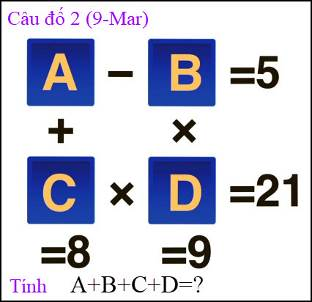 Câu đố 2 (9-Mar)
A − B =5
+ ×
C × D =21
=8 =9
Tính A+B+C+D=?